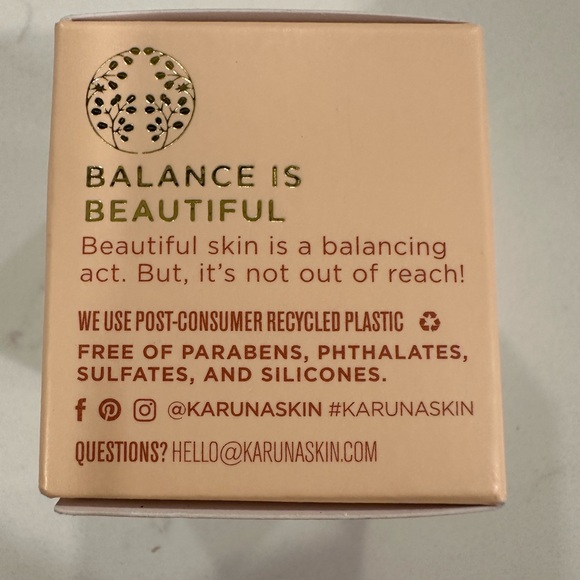 BALANCE IS
BEAUTIFUL
Beautiful skin is a balancing
act. But, it's not out of reach!
WE USE POST-CONSUMER RECYCLED PLASTIC
FREE OF PARABENS, PHTHALATES,
SULFATES, AND SILICONES.
@KARUNASKIN #KARUNASKIN
QUESTIONS? HELLO@KARUNASKIN.COM